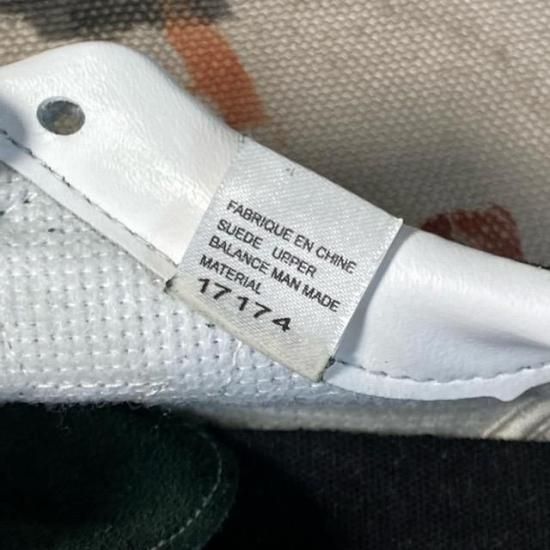 FABRIQUE EN CHINE
SUEDE UPPER
BALANCE MAN MADE
MATERIAL
17174